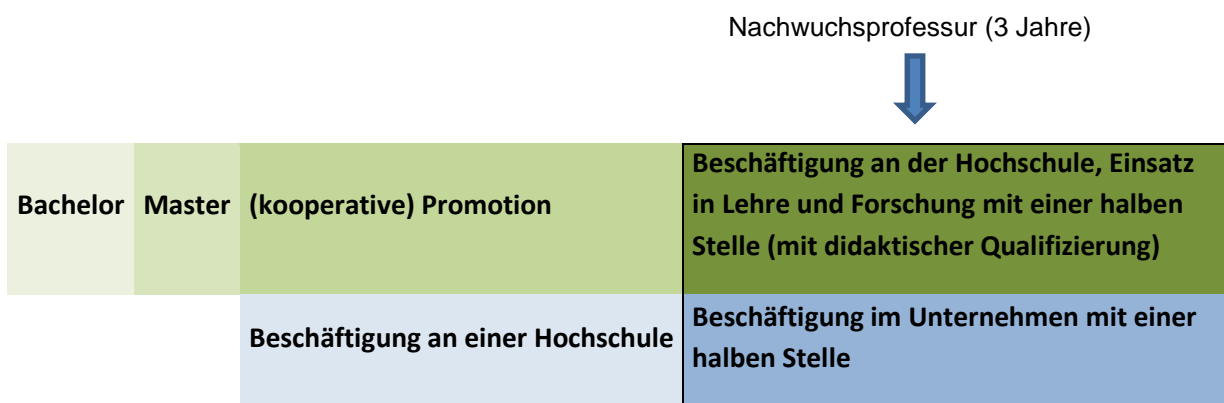 Nachwuchsprofessur (3 Jahre)
Bachelor
Master
(kooperative) Promotion
Beschäftigung an der Hochschule, Einsatz
in Lehre und Forschung mit einer halben
Stelle (mit didaktischer Qualifizierung)
Beschäftigung an einer Hochschule
Beschäftigung im Unternehmen mit einer
halben Stelle